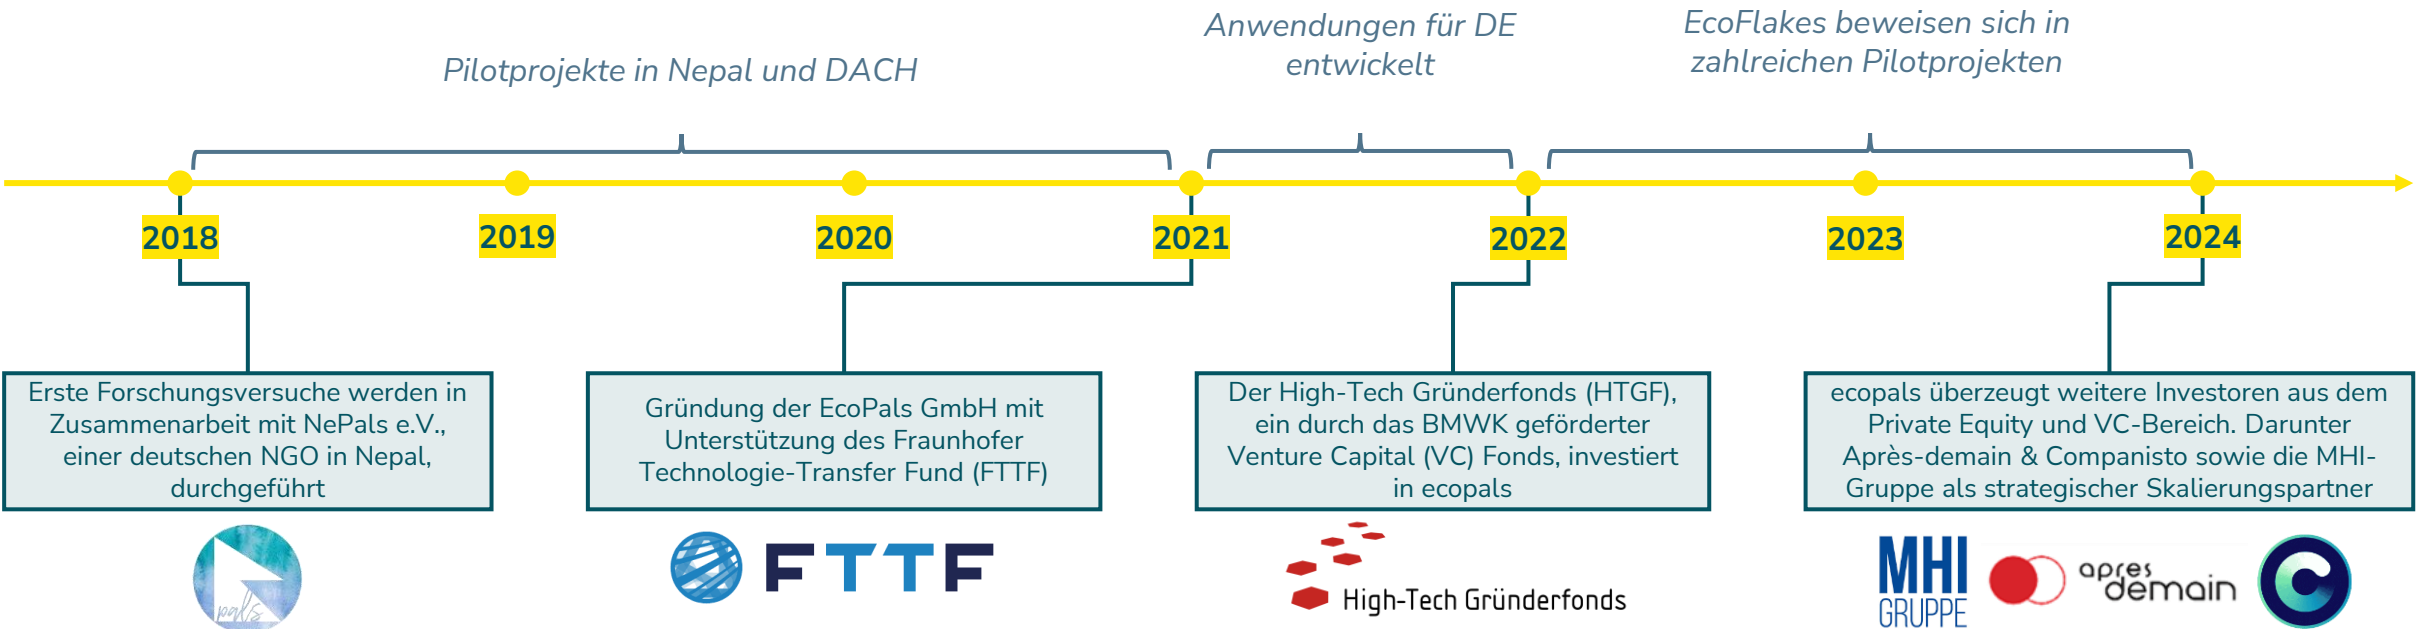 Pilotprojekte in Nepal und DACH
Anwendungen für DE
entwickelt
EcoFlakes beweisen sich in
zahlreichen Pilotprojekten
2018
2019
2020
2021
2022
2023
2024
Erste Forschungsversuche werden in
Zusammenarbeit mit NePals e.V.,
einer deutschen NGO in Nepal,
durchgeführt
Gründung der EcoPals GmbH mit
Unterstützung des Fraunhofer
Technologie-Transfer Fund (FTTF)
Der High-Tech Gründerfonds (HTGF),
ein durch das BMWK geförderter
Venture Capital (VC) Fonds, investiert
in ecopals
ecopals überzeugt weitere Investoren aus dem
Private Equity und VC-Bereich. Darunter
Après-demain & Companisto sowie die MHI-
Gruppe als strategischer Skalierungspartner
pals
FTTF
High-Tech Gründerfonds
MHI
GRUPPE
apres
demain